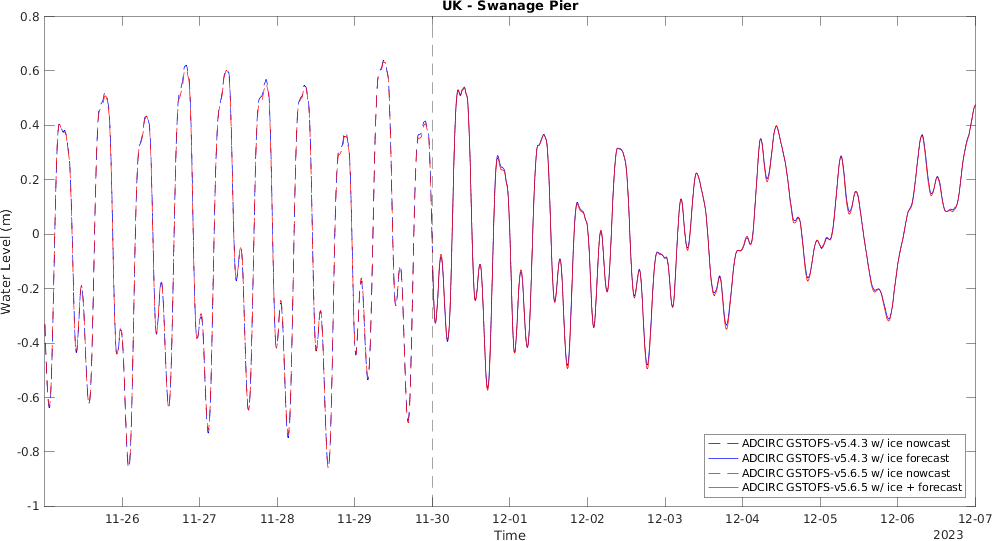 UK - Swanage Pier
0.8
0.6
0.4
0.2
0
-0.2
-0.4
-0.6
-0.8
-1
Water Level (m)
11-26 11-27 11-28 11-29 11-30 12-01 12-02 12-03 12-04 12-05 12-06 12-07
Time
2023
ADCIRC GSTOFS-v5.4.3 w/ ice nowcast
ADCIRC GSTOFS-v5.4.3 w/ ice forecast
ADCIRC GSTOFS-v5.6.5 w/ ice nowcast
ADCIRC GSTOFS-v5.6.5 w/ ice + forecast